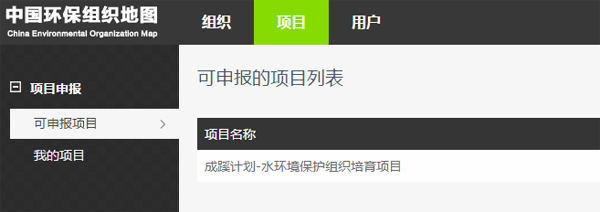 中国环保组织地图
China Environmental Organization Map
组织 项目 用户
项目申报
可申报项目
我的项目
可申报的项目列表
项目名称
成蹊计划-水环境保护组织培育项目